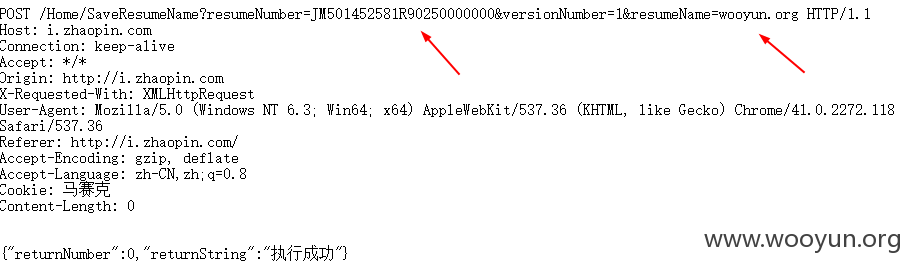 POST /Home/SaveResumeName?resumeNumber=JM501452581R90250000000&versionNumber=1&resumeName=wooyun.org HTTP/1.1
Host: i.zhaopin.com
Connection: keep-alive
Accept: */*
Origin: http://i.zhaopin.com
X-Requested-With: XMLHttpRequest
User-Agent: Mozilla/5.0 (Windows NT 6.3; Win64; x64) AppleWebKit/537.36 (KHTML, like Gecko) Chrome/41.0.2272.118
Safari/537.36
Referer: http://i.zhaopin.com/
Accept-Encoding: gzip, deflate
Accept-Language: zh-CN,zh;q=0.8
Cookie: 马赛克
Content-Length: 0
{"returnNumber":0,"returnString":"执行成功"}
www.wooyun.org